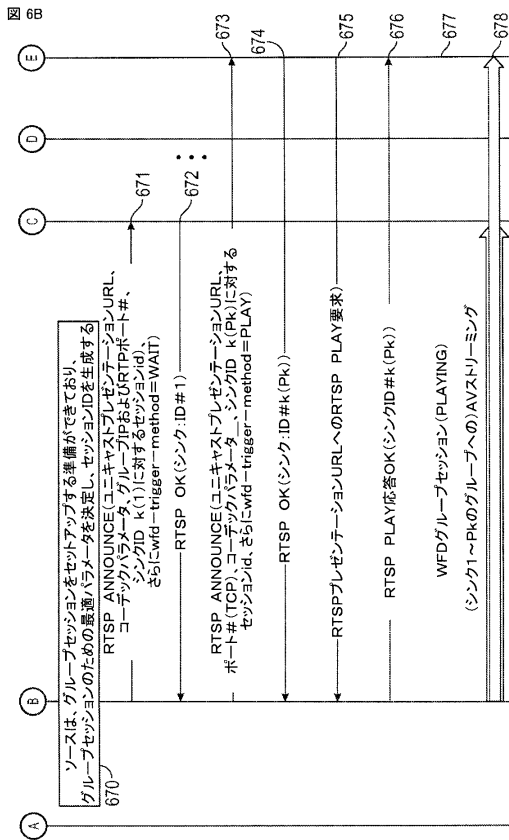 図 6B
A
B
C
D
E
ソースは、グループセッションをセットアップする準備ができており、
グループセッションのための最適パラメータを決定し、セッションIDを生成する
670
RTSP ANNOUNCE(ユニキャストプレゼンテーションURL、
コーデックパラメータ、グループIPおよびRTPポート#、
シンクID k(1)に対するセッションid)、
さらにwfd-trigger-method=WAIT)
671
RTSP OK(シンク:ID#1)
672
RTSP ANNOUNCE(ユニキャストプレゼンテーションURL、
ポート#(TCP)、コーデックパラメータ_、シンクID k(Pk)に対する
セッションid、さらにwfd-trigger-method=PLAY)
673
RTSP OK(シンク:ID#k(Pk))
674
RTSPプレゼンテーションURLへのRTSP PLAY要求)
675
RTSP PLAY応答OK(シンクID#k(Pk))
676
WFDグループセッション(PLAYING)
677
(シンク1~Pkのグループへの)AVストリーミング
678